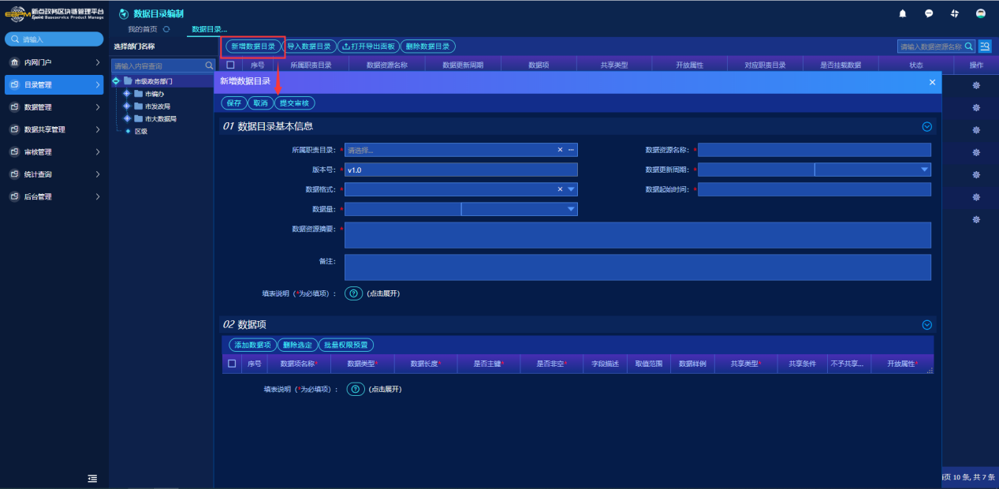 新点政务区块链管理平台
Epoint Baseservice Product Manage
数据目录编制
我的首页
数据目录...
请输入
内网门户
目录管理
数据管理
数据共享管理
审核管理
统计查询
后台管理
选择部门名称
请输入内容查询
市级政务部门
市编办
市发改局
市大数据局
区级
新增数据目录
导入数据目录
打开导出面板
删除数据目录
请输入数据资源名称
序号 所属职责目录 数据资源名称 数据更新周期 数据项 共享类型 开放属性 对应职责目录 是否挂载数据 状态 操作
新增数据目录
保存 取消 提交审核
01 数据目录基本信息
所属职责目录: * 请选择...
数据资源名称: *
版本号: * v1.0
数据更新周期: *
数据格式: *
数据起始时间: *
数据量: *
数据资源摘要: *
备注:
填表说明（*为必填项）: (点击展开)
02 数据项
添加数据项 删除选定 批量权限预置
序号 数据项名称* 数据类型* 数据长度* 是否主键* 是否非空* 字段描述 取值范围 数据样例 共享类型* 共享条件 不予共享... 开放属性*
填表说明（*为必填项）: (点击展开)
页 10 条, 共 7 条